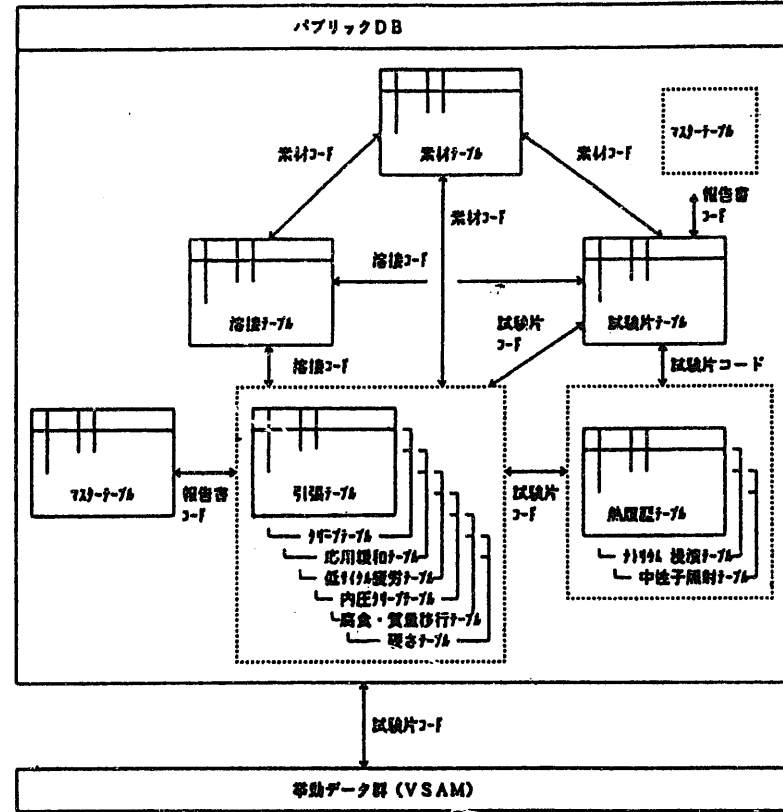 パブリックDB
素材テーブル
マスターテーブル
素材コード
素材コード
素材コード
報告書
コード
溶接コード
溶接テーブル
試験片テーブル
試験片
コード
溶接コード
試験片コード
マスターテーブル
報告書
コード
引張テーブル
試験片
コード
熱履歴テーブル
クリープテーブル
応用緩和テーブル
低サイクル疲労テーブル
内圧クリープテーブル
腐食・質量移行テーブル
硬さテーブル
ナトリウム浸漬テーブル
中性子照射テーブル
試験片コード
挙動データ群(VSAM)